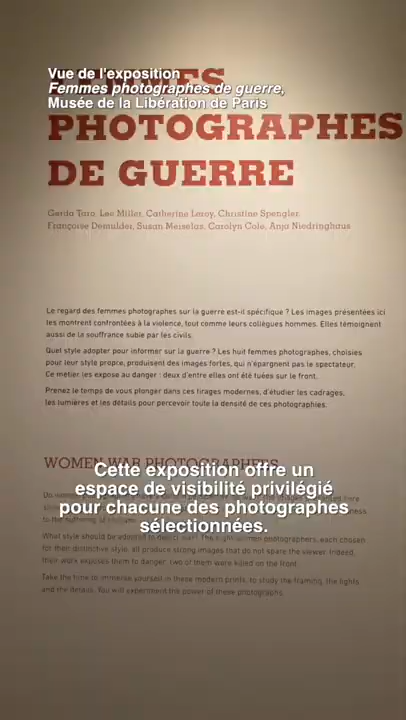 Vue de l'exposition
Femmes photographes de guerre,
Musée de la Libération de Paris
FEMMES
PHOTOGRAPHES
DE GUERRE
Gerda Taro, Lee Miller, Catherine Leroy, Christine Spengler,
Françoise Demulder, Susan Meiselas, Carolyn Cole, Anja Niedringhaus
Le regard des femmes photographes sur la guerre est-il spécifique ? Les images présentées ici
les montrent confrontées à la violence, tout comme leurs collègues hommes. Elles témoignent
aussi de la souffrance subie par les civils.
Quel style adopter pour informer sur la guerre ? Les huit femmes photographes, choisies
pour leur style propre, produisent des images fortes, qui n'épargnent pas le spectateur.
Ce métier les expose au danger : deux d'entre elles ont été tuées sur le front.
Prenez le temps de vous plonger dans ces tirages modernes, d'étudier les cadrages,
les lumières et les détails pour percevoir toute la densité de ces photographies.
WOMEN WAR PHOTOGRAPHERS
Cette exposition offre un
espace de visibilité privilégié
pour chacune des photographes
sélectionnées.
to the suffering of
What style should be adopted to depict war? The eight women photographers, each chosen
for their distinctive style, all produce strong images that do not spare the viewer. Indeed,
their work exposes them to danger: two of them were killed on the front.
Take the time to immerse yourself in these modern prints, to study the framing, the lights
and the details. You will experiment the power of these photographs.